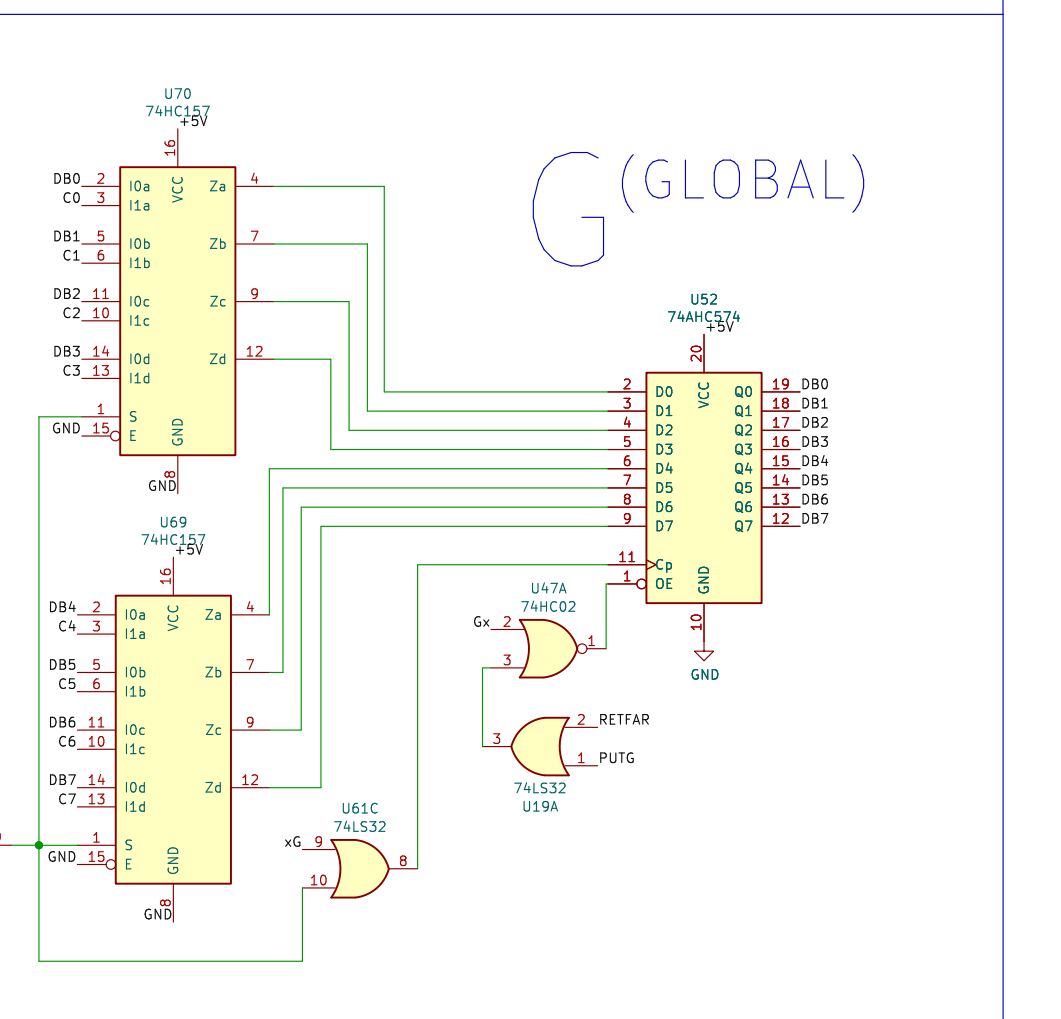 U70
74HC157
+5V
16
VCC
DB0 2 I0a Za 4
C0 3 I1a
DB1 5 I0b Zb 7
C1 6 I1b
DB2 11 I0c Zc 9
C2 10 I1c
DB3 14 I0d Zd 12
C3 13 I1d
1 S
GND 15 E
GND
8
GND
G (GLOBAL)
U52
74AHC574
+5V
20
VCC
2 D0 Q0 19 DB0
3 D1 Q1 18 DB1
4 D2 Q2 17 DB2
5 D3 Q3 16 DB3
6 D4 Q4 15 DB4
7 D5 Q5 14 DB5
8 D6 Q6 13 DB6
9 D7 Q7 12 DB7
11 Cp
1 OE
GND
10
GND
U69
74HC157
+5V
16
VCC
DB4 2 I0a Za 4
C4 3 I1a
DB5 5 I0b Zb 7
C5 6 I1b
DB6 11 I0c Zc 9
C6 10 I1c
DB7 14 I0d Zd 12
C7 13 I1d
1 S
GND 15 E
GND
8
GND
U47A
74HC02
Gx 2
1
3
2 RETFAR
3
1 PUTG
74LS32
U19A
U61C
74LS32
xG 9
8
10